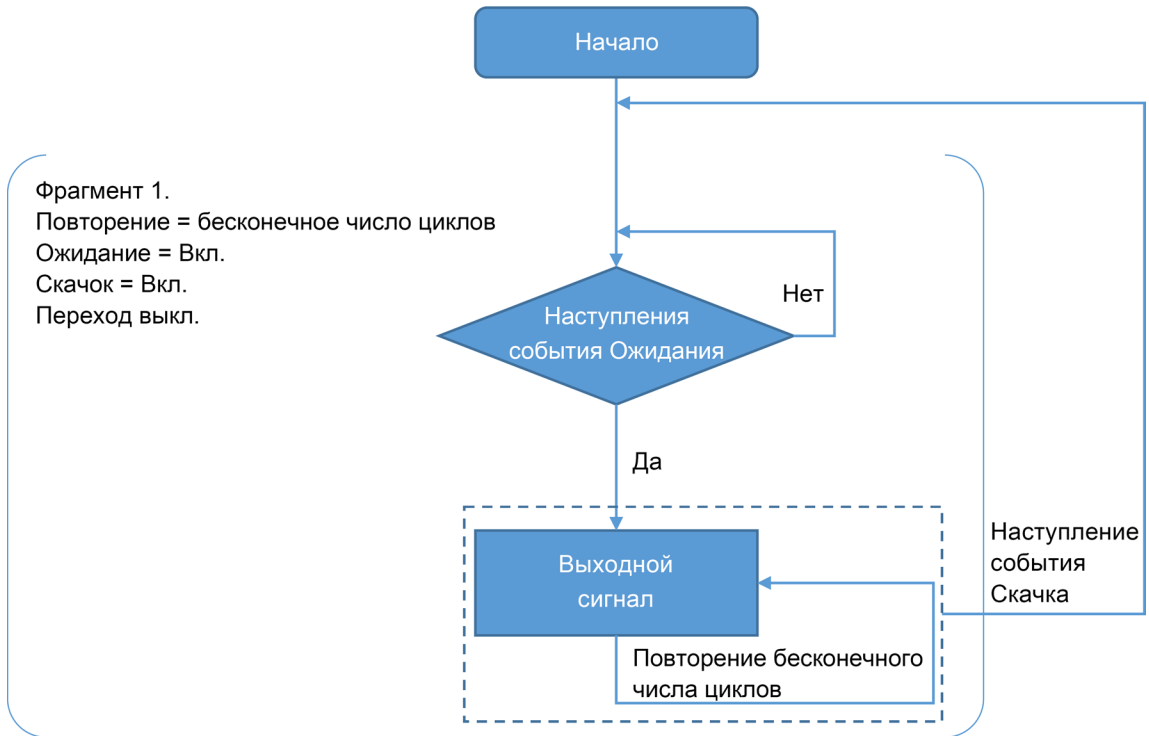 Начало
Фрагмент 1.
Повторение = бесконечное число циклов
Ожидание = Вкл.
Скачок = Вкл.
Переход выкл.
Нет
Наступления
события Ожидания
Да
Выходной
сигнал
Наступление
события
Скачка
Повторение бесконечного
числа циклов